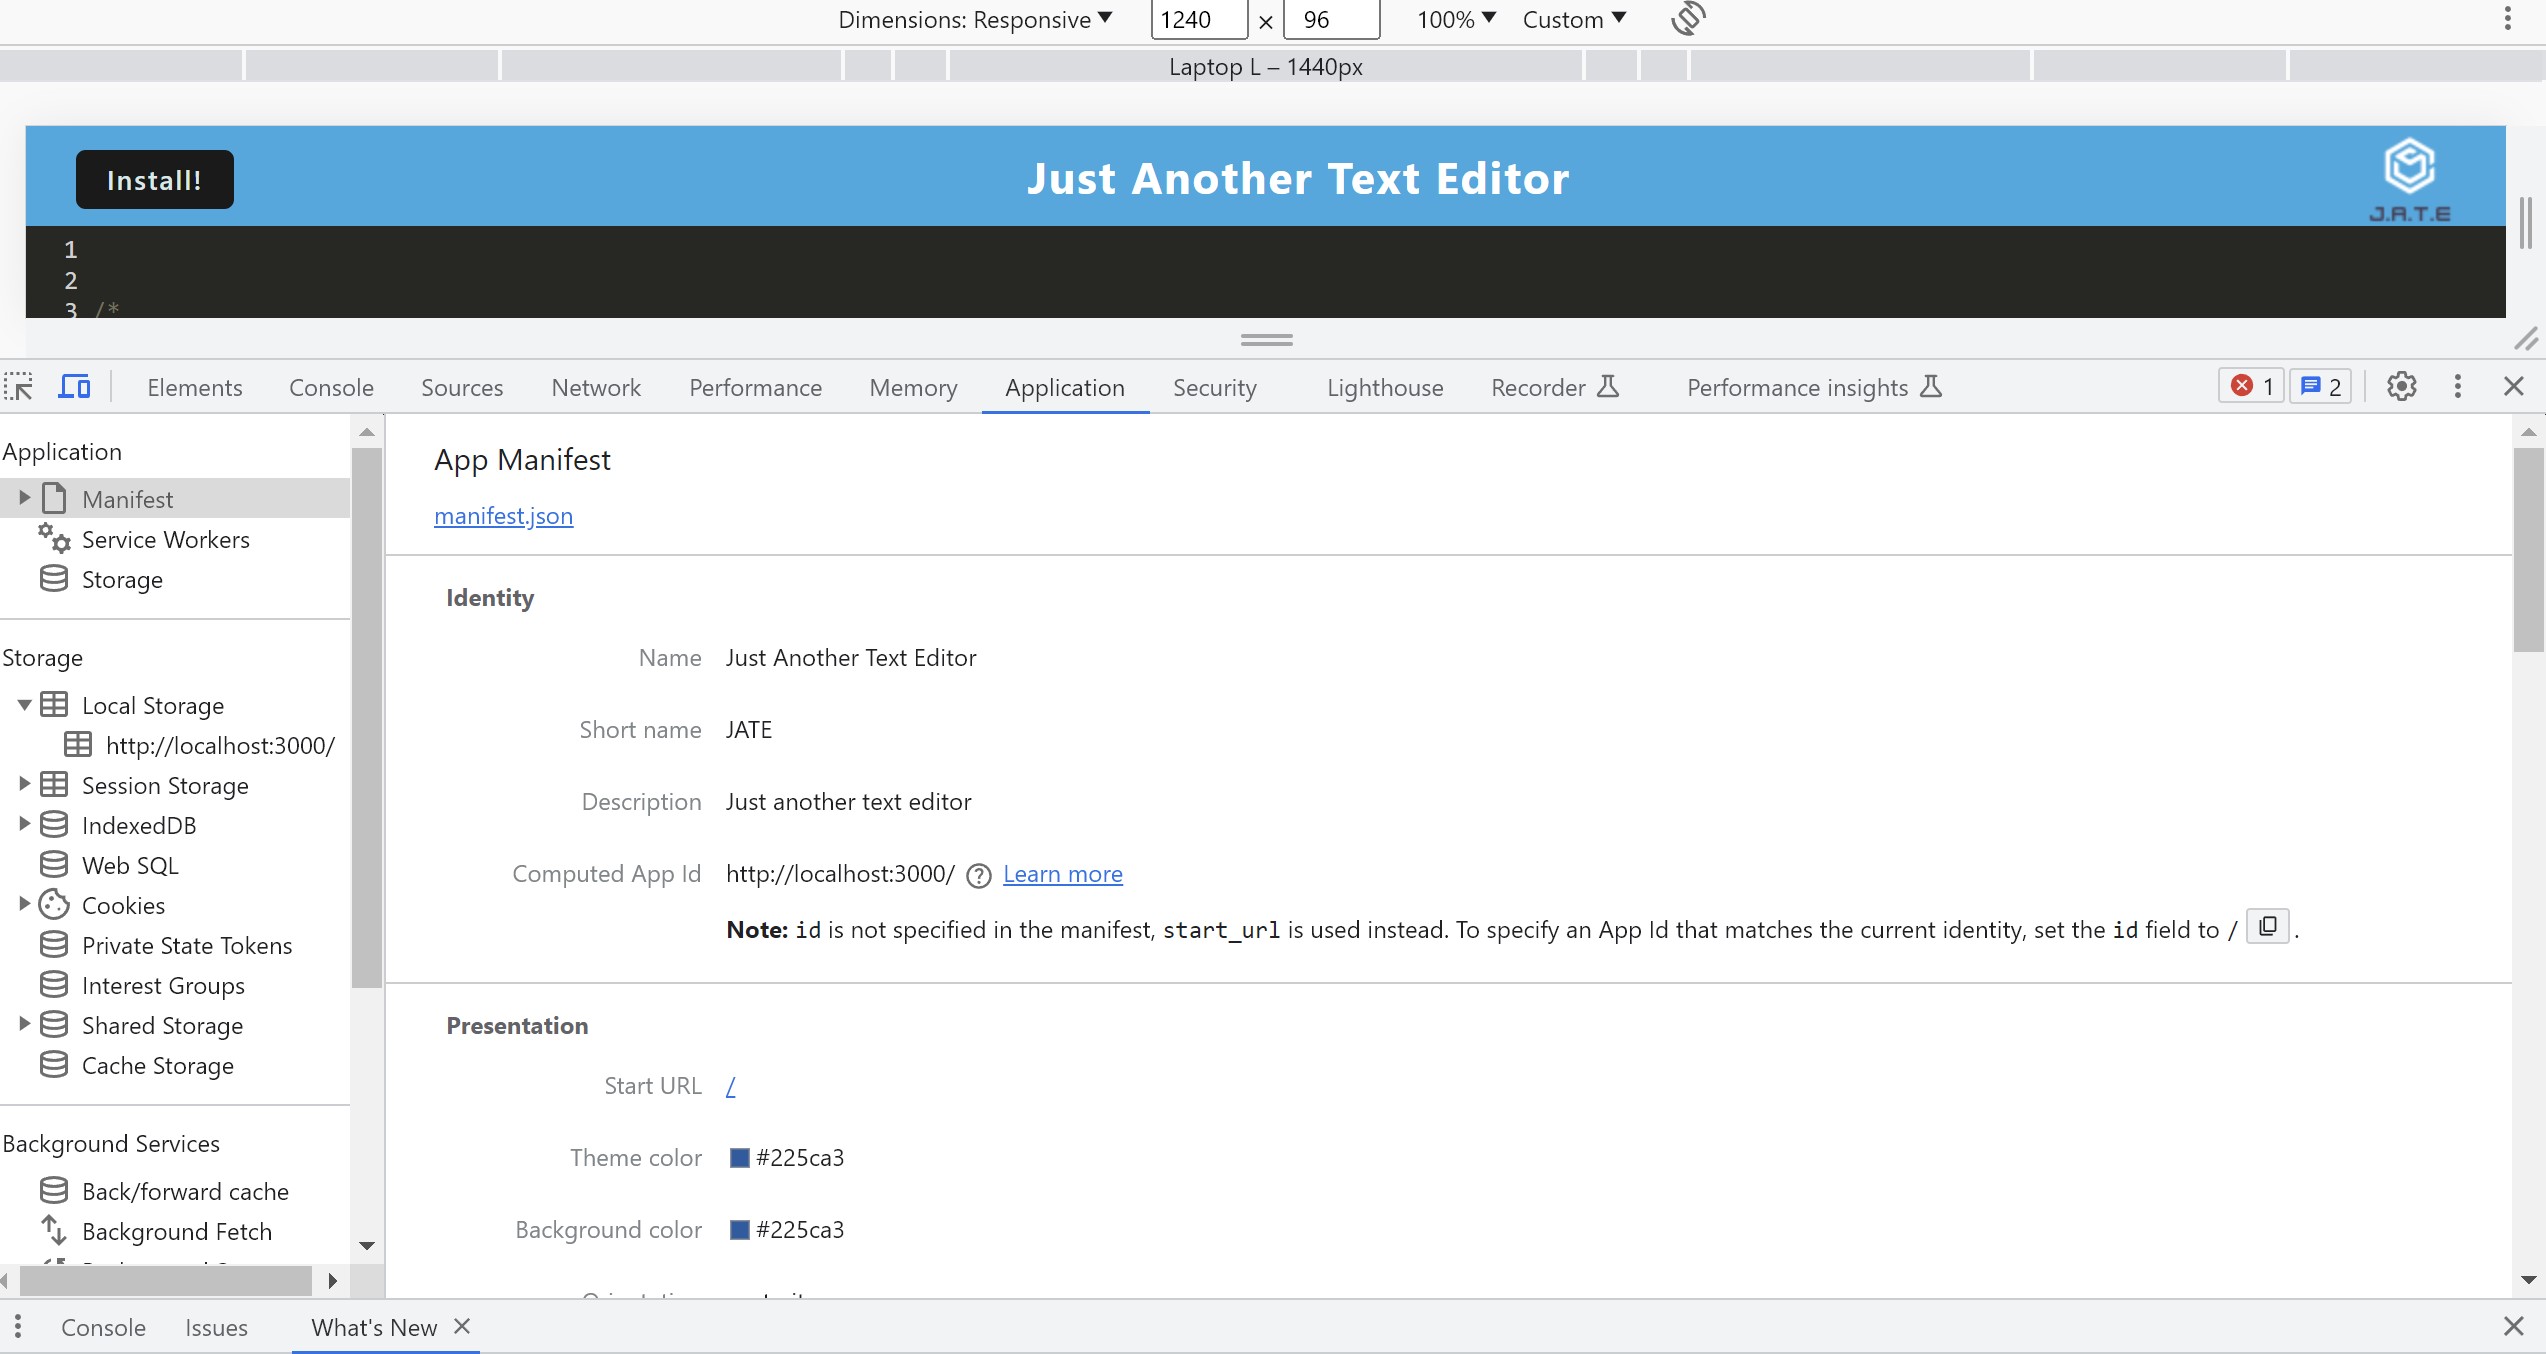 Dimensions: Responsive 1240 × 96 100% Custom
Laptop L – 1440px
Install! Just Another Text Editor J.A.T.E
1
2
3 /*
Elements Console Sources Network Performance Memory Application Security Lighthouse Recorder Performance insights 1 2
Application
Manifest
Service Workers
Storage
Storage
Local Storage
http://localhost:3000/
Session Storage
IndexedDB
Web SQL
Cookies
Private State Tokens
Interest Groups
Shared Storage
Cache Storage
Background Services
Back/forward cache
Background Fetch
App Manifest
manifest.json
Identity
Name Just Another Text Editor
Short name JATE
Description Just another text editor
Computed App Id http://localhost:3000/ ? Learn more
Note: id is not specified in the manifest, start_url is used instead. To specify an App Id that matches the current identity, set the id field to / .
Presentation
Start URL /
Theme color #225ca3
Background color #225ca3
Console Issues What's New